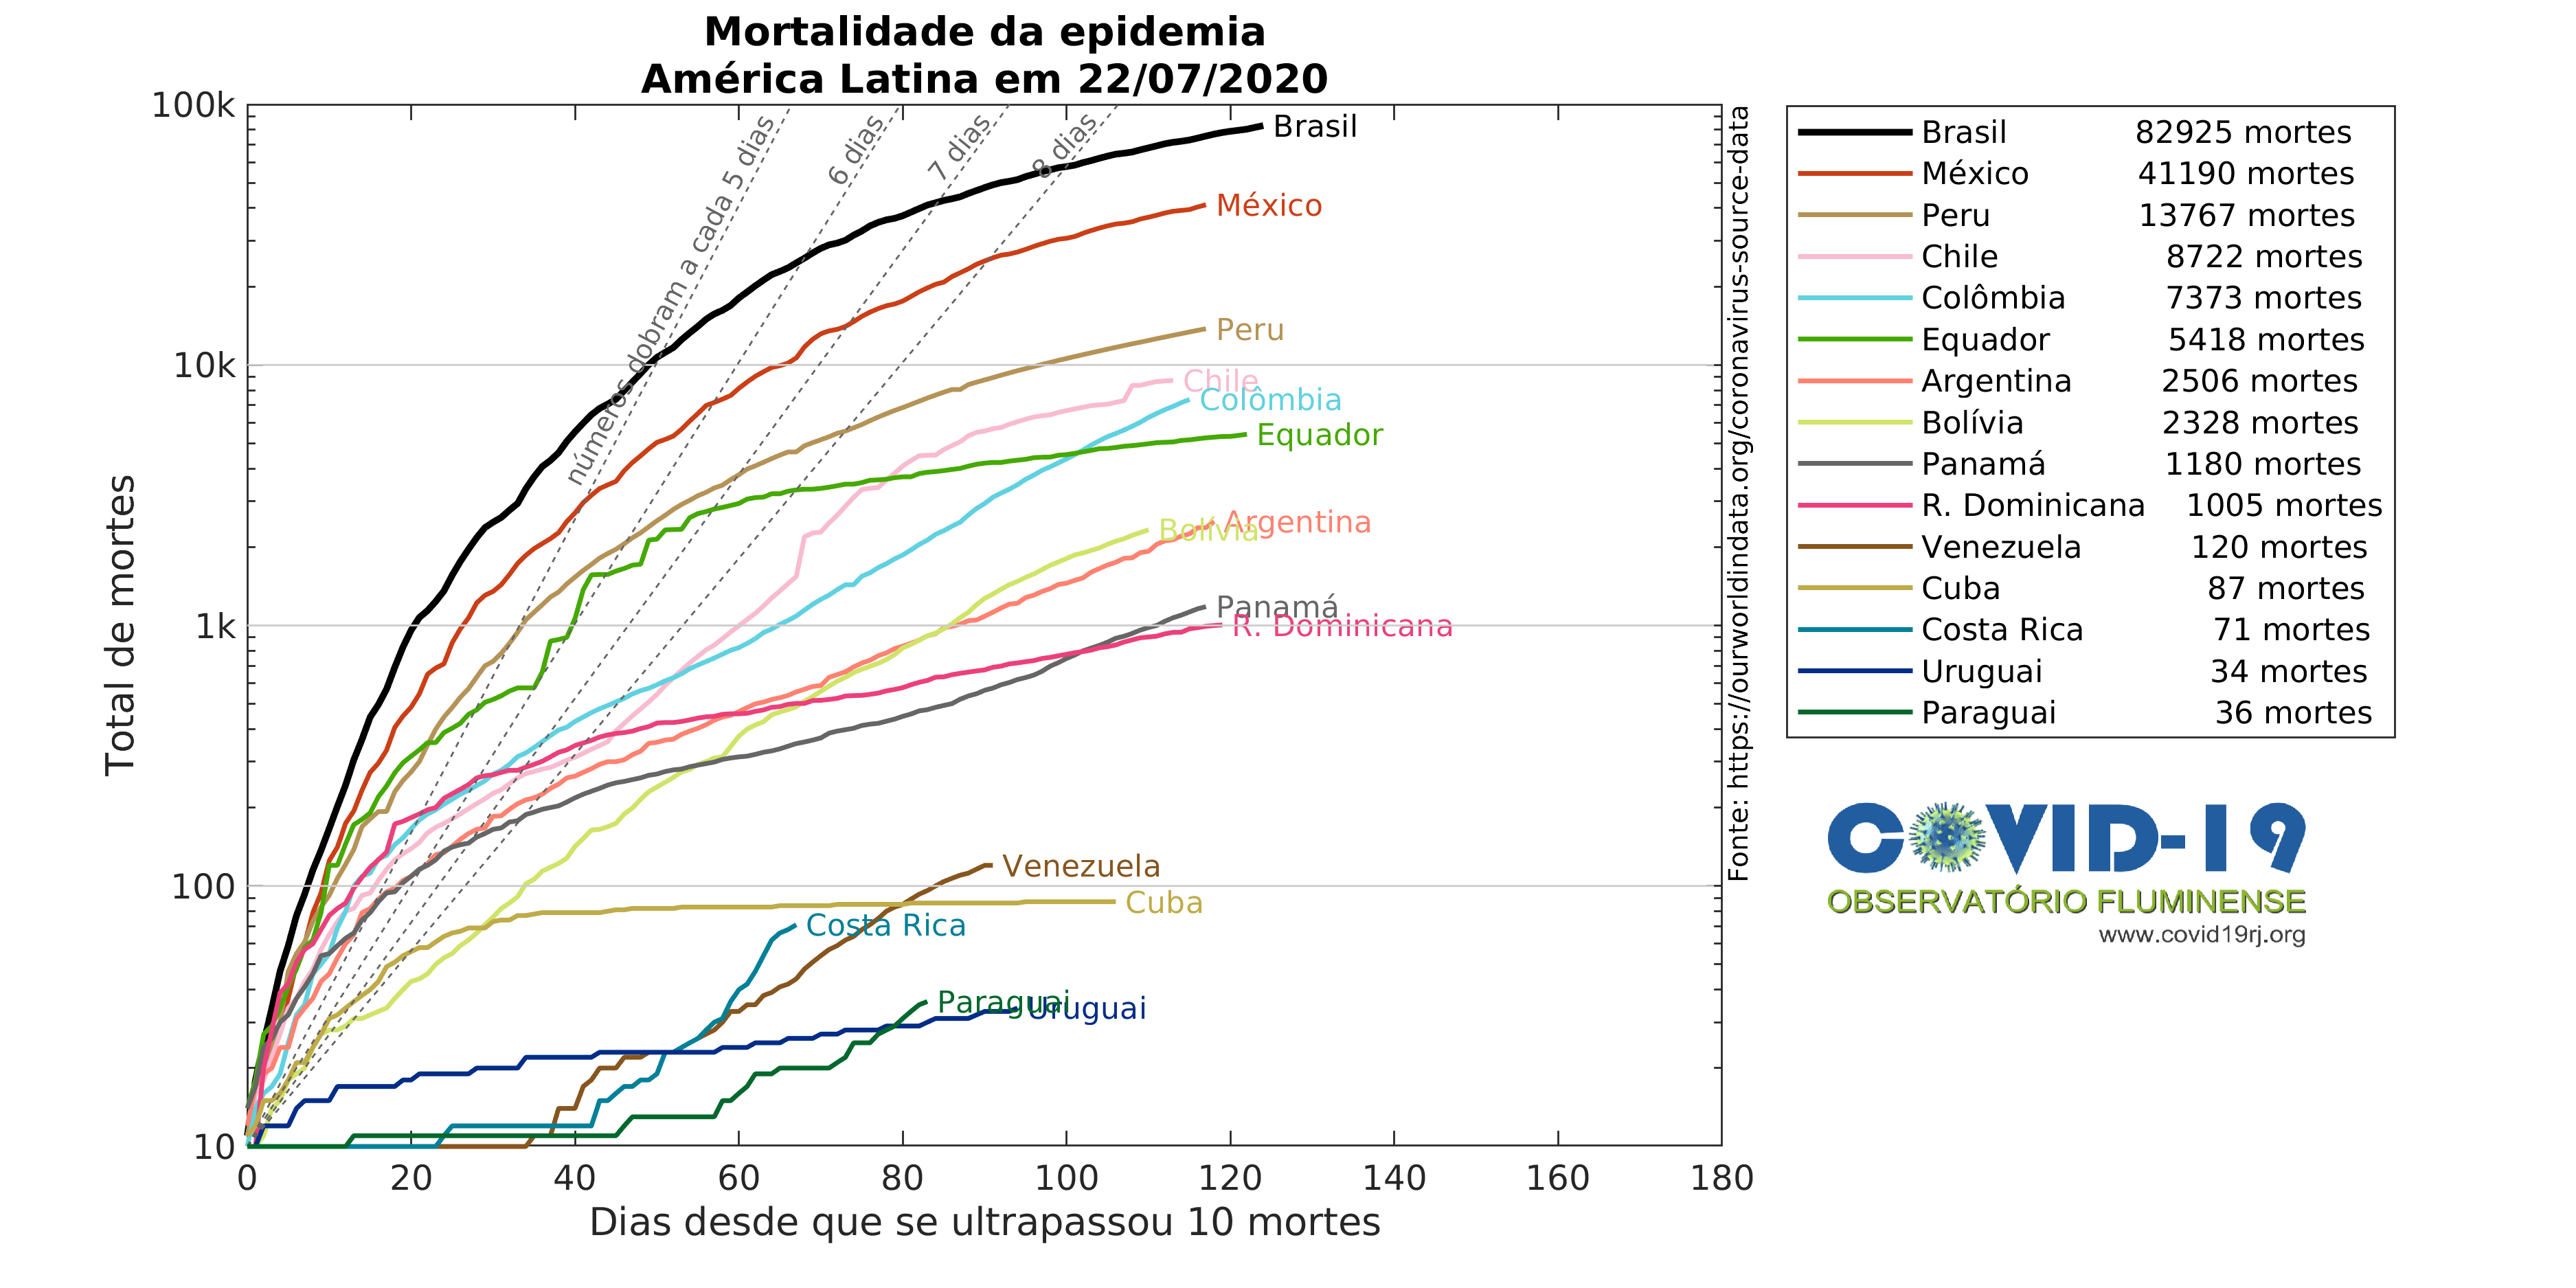 Mortalidade da epidemia
América Latina em 22/07/2020
100k
10k
1k
100
10
Total de mortes
0 20 40 60 80 100 120 140 160 180
Dias desde que se ultrapassou 10 mortes
números dobram a cada 5 dias
6 dias
7 dias
8 dias
Brasil
México
Peru
Chile
Colômbia
Equador
Argentina
Bolívia
Panamá
R. Dominicana
Venezuela
Cuba
Costa Rica
Paraguai
Uruguai
Fonte: https://ourworldindata.org/coronavirus-source-data
Brasil 82925 mortes
México 41190 mortes
Peru 13767 mortes
Chile 8722 mortes
Colômbia 7373 mortes
Equador 5418 mortes
Argentina 2506 mortes
Bolívia 2328 mortes
Panamá 1180 mortes
R. Dominicana 1005 mortes
Venezuela 120 mortes
Cuba 87 mortes
Costa Rica 71 mortes
Uruguai 34 mortes
Paraguai 36 mortes
COVID-19
OBSERVATÓRIO FLUMINENSE
www.covid19rj.org